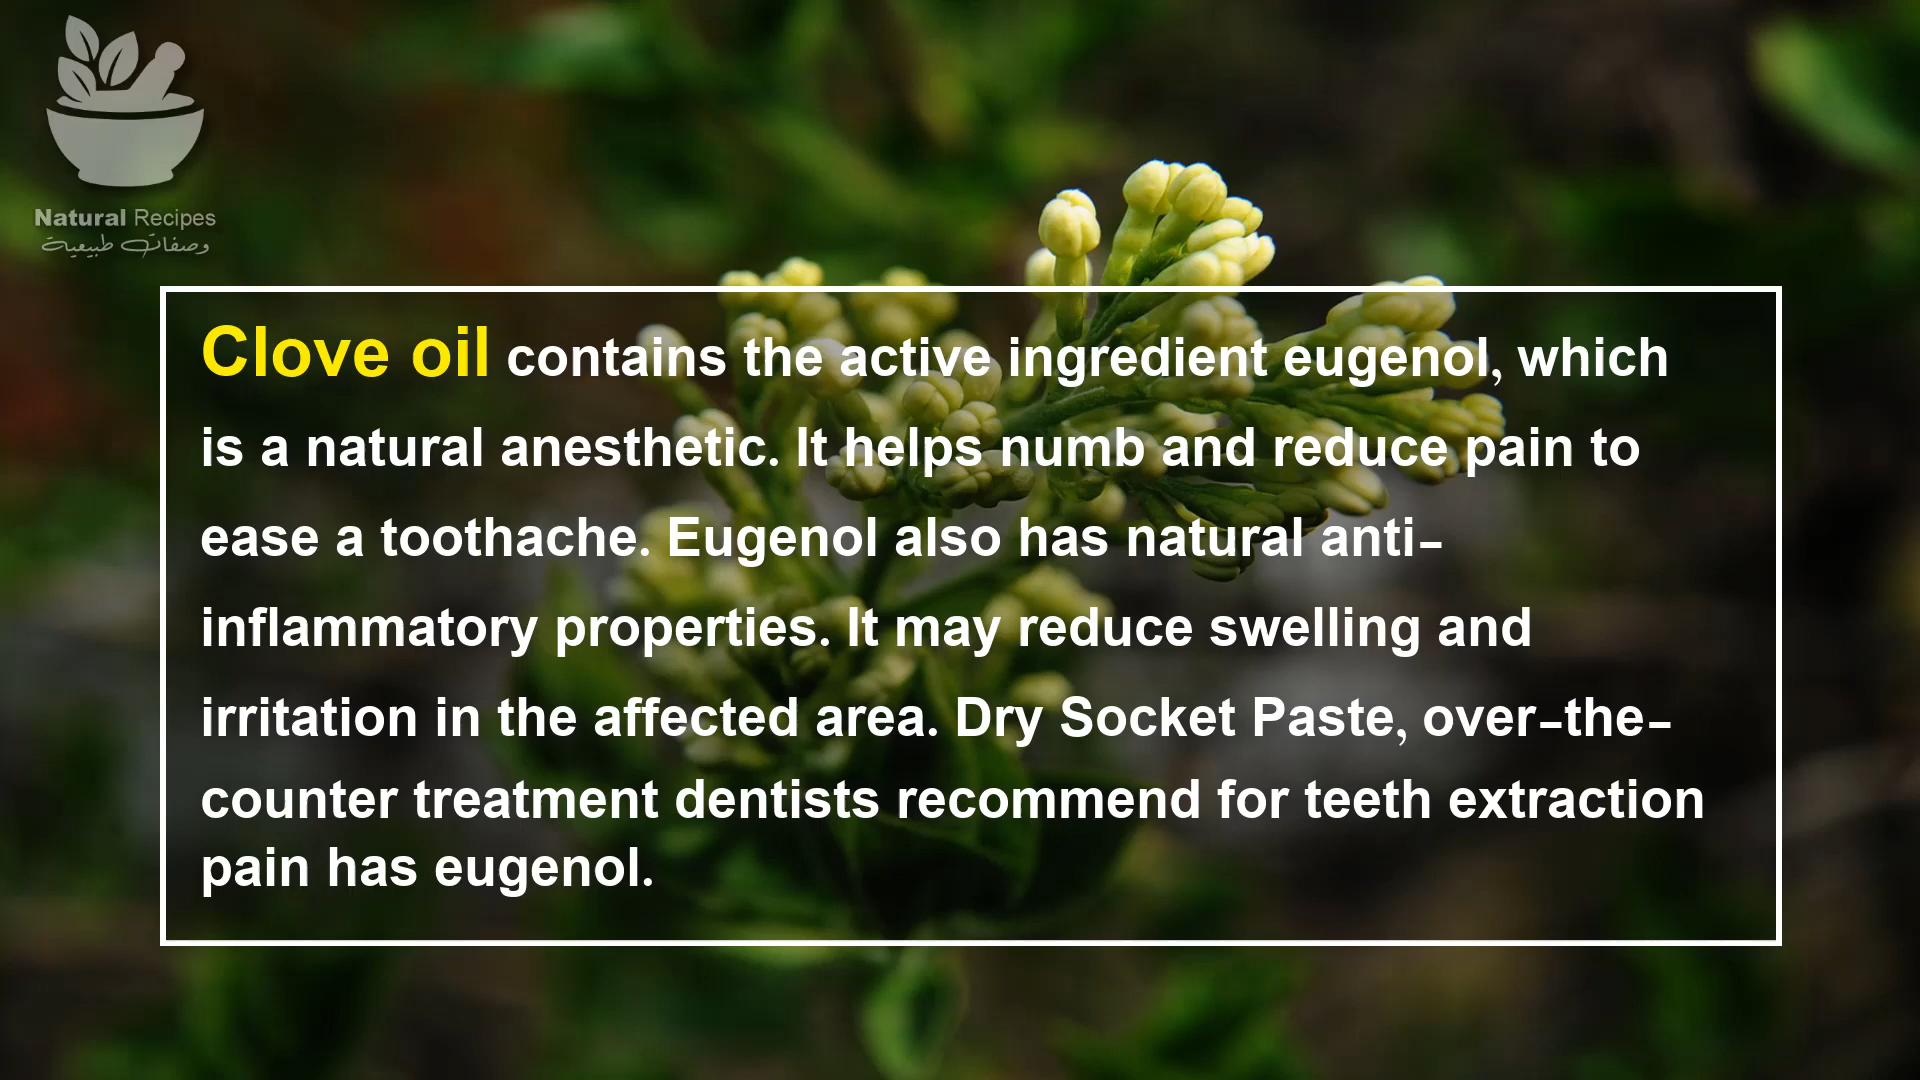 Natural Recipes
وصفات طبيعية
Clove oil contains the active ingredient eugenol, which
is a natural anesthetic. It helps numb and reduce pain to
ease a toothache. Eugenol also has natural anti-
inflammatory properties. It may reduce swelling and
irritation in the affected area. Dry Socket Paste, over-the-
counter treatment dentists recommend for teeth extraction
pain has eugenol.